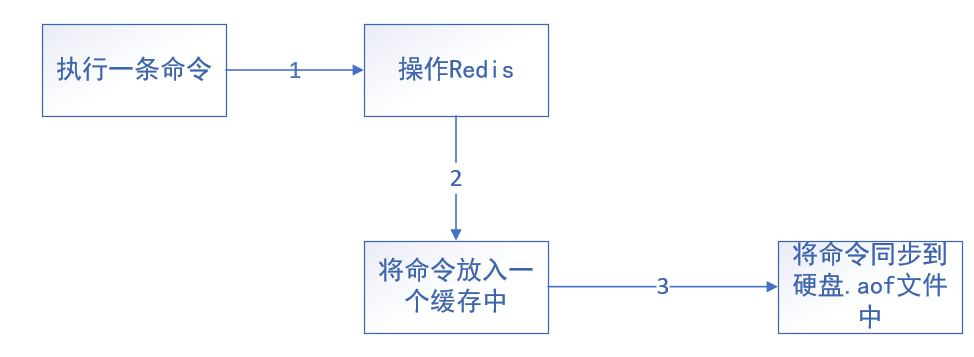 执行一条命令
1
操作Redis
2
将命令放入一
个缓存中
3
将命令同步到
硬盘.aof文件
中